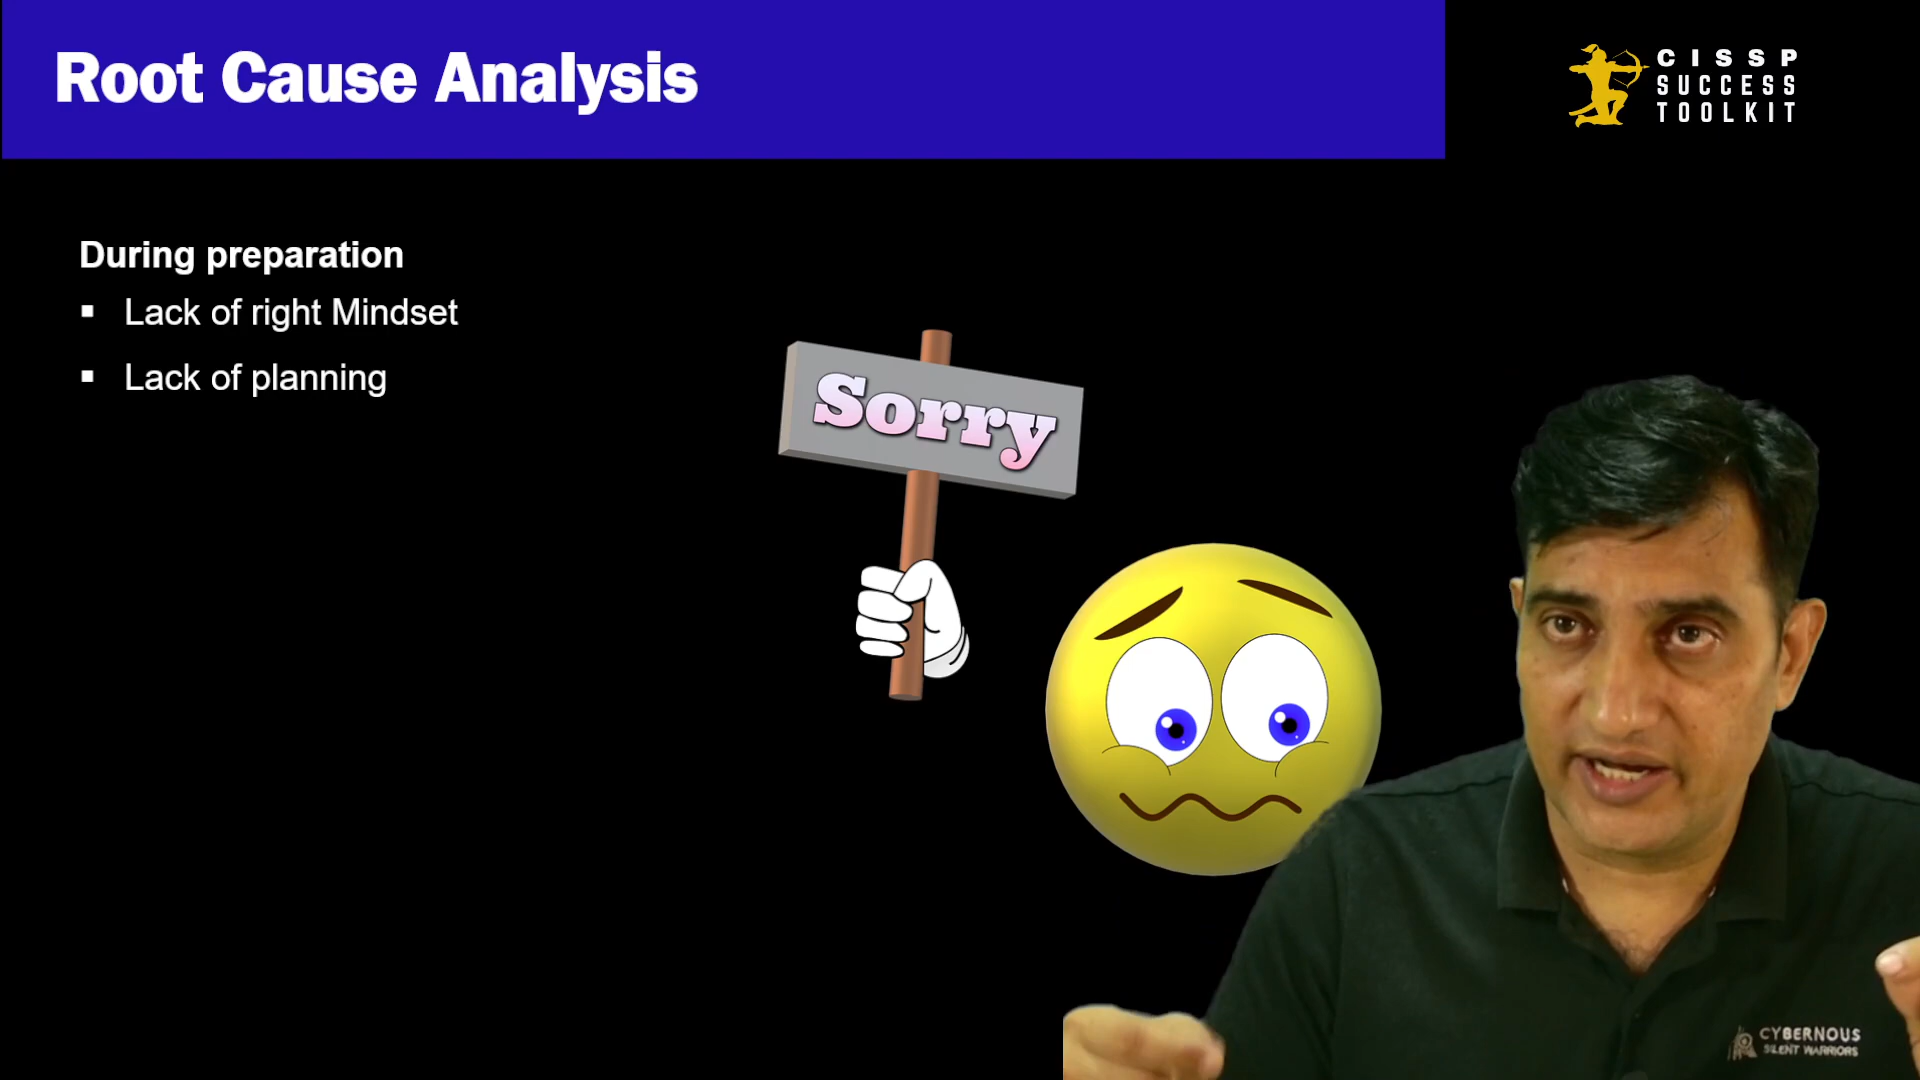 Root Cause Analysis
CISSP
SUCCESS
TOOLKIT
During preparation
▪ Lack of right Mindset
▪ Lack of planning
Sorry
CYBERNOUS
SILENT WARRIORS